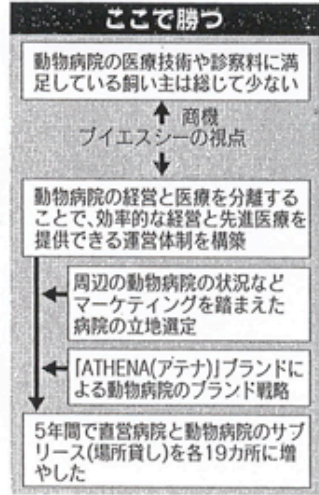 ここで勝つ
動物病院の医療技術や診察料に満
足している飼い主は総じて少ない
商機
ブイエスシーの視点
動物病院の経営と医療を分離する
ことで、効率的な経営と先進医療を
提供できる運営体制を構築
周辺の動物病院の状況など
マーケティングを踏まえた
病院の立地選定
「ATHENA(アテナ)」ブランドに
よる動物病院のブランド戦略
5年間で直営病院と動物病院のサブ
リース(場所貸し)を各19カ所に増
やした